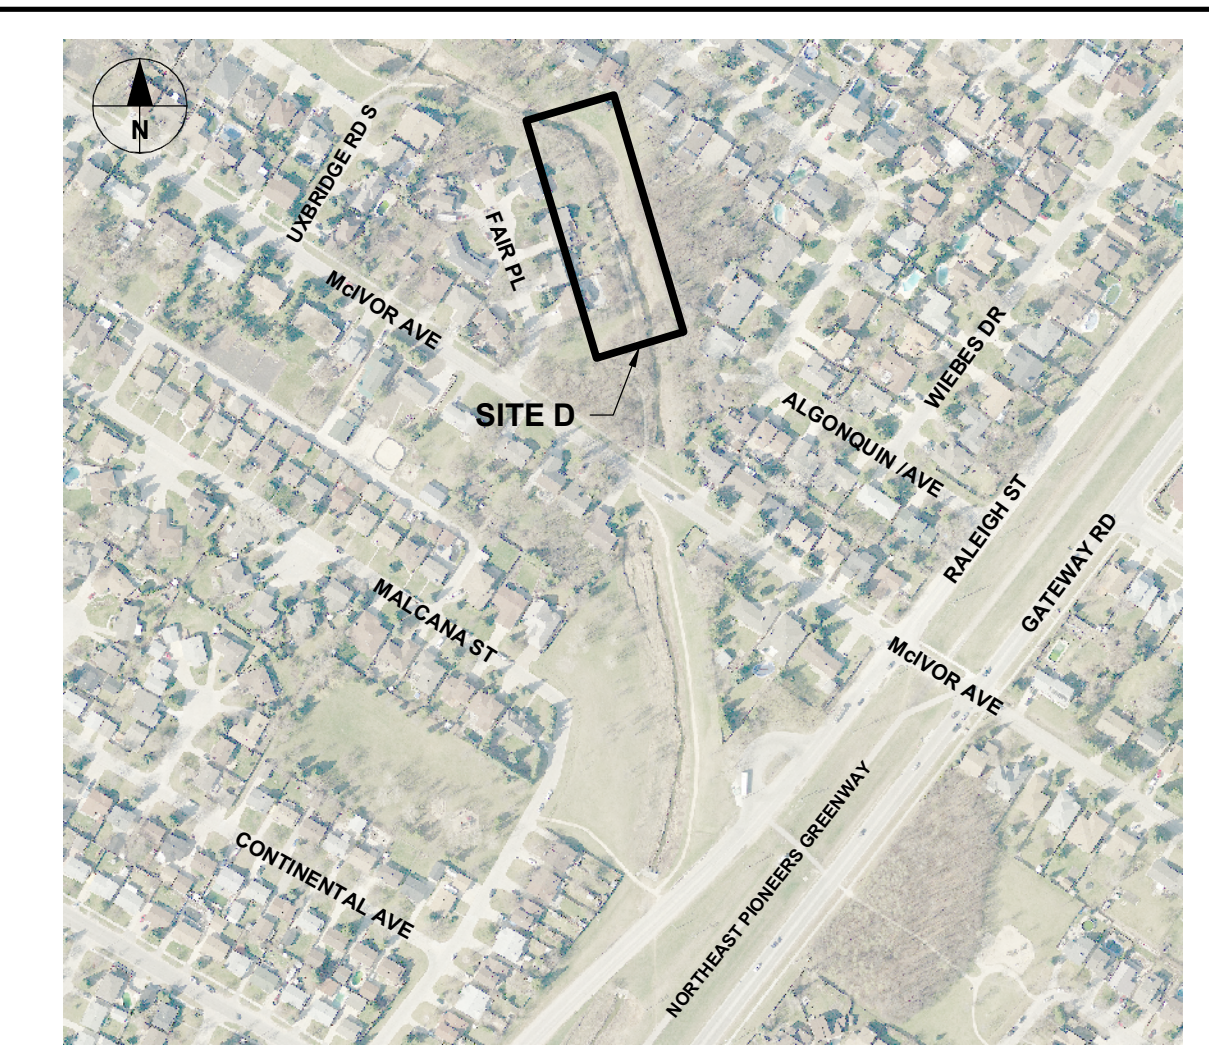 N
UXBRIDGE RD S
FAIR PL
McIVOR AVE
SITE D
WIEBES DR
ALGONQUIN /AVE
RALEIGH ST
GATEWAY RD
MALCANA ST
McIVOR AVE
NORTHEAST PIONEERS GREENWAY
CONTINENTAL AVE